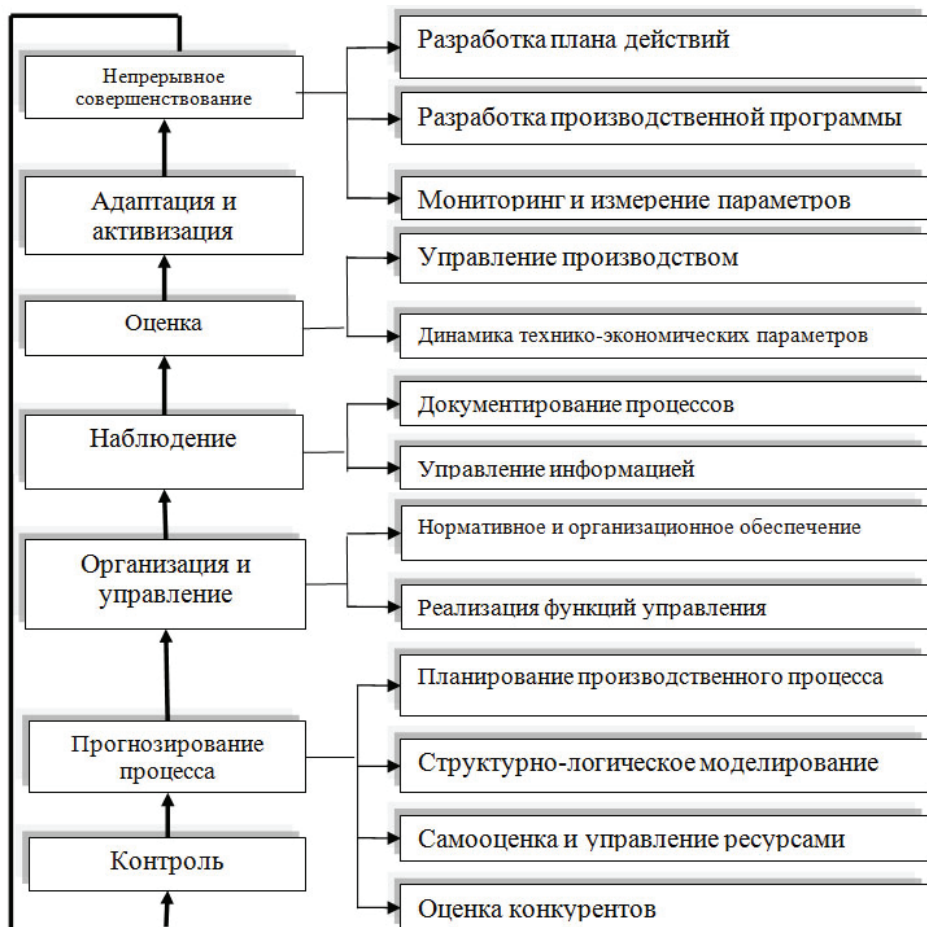 Непрерывное
совершенствование
Разработка плана действий
Разработка производственной программы
Мониторинг и измерение параметров
Адаптация и
активизация
Оценка
Управление производством
Динамика технико-экономических параметров
Наблюдение
Документирование процессов
Управление информацией
Организация и
управление
Нормативное и организационное обеспечение
Реализация функций управления
Прогнозирование
процесса
Планирование производственного процесса
Структурно-логическое моделирование
Самооценка и управление ресурсами
Оценка конкурентов
Контроль